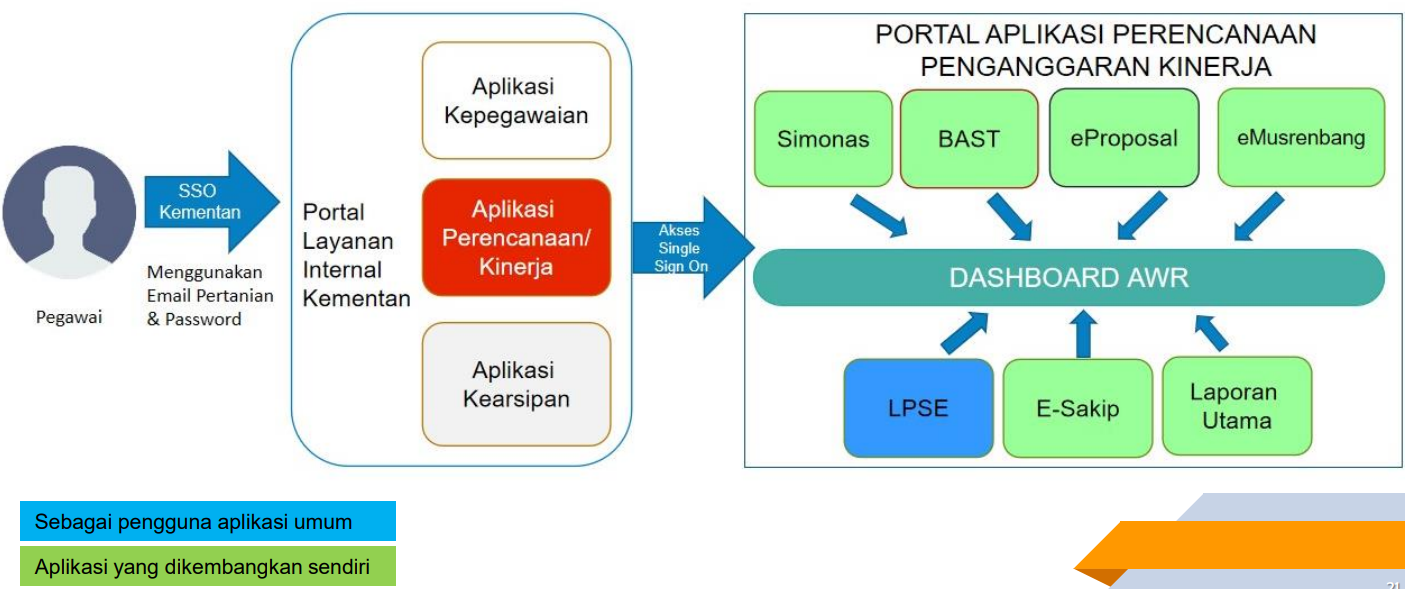 PORTAL APLIKASI PERENCANAAN
PENGANGGARAN KINERJA
Pegawai
SSO
Kementan
Menggunakan
Email Pertanian
& Password
Portal
Layanan
Internal
Kementan
Aplikasi
Kepegawaian
Aplikasi
Perencanaan/
Kinerja
Aplikasi
Kearsipan
Akses
Single
Sign On
Simonas
BAST
eProposal
eMusrenbang
DASHBOARD AWR
LPSE
E-Sakip
Laporan
Utama
Sebagai pengguna aplikasi umum
Aplikasi yang dikembangkan sendiri
21